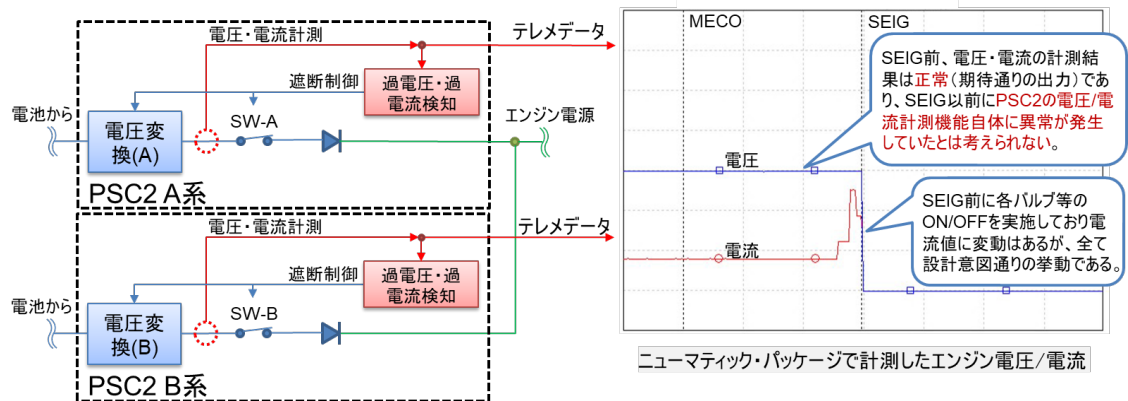 電圧・電流計測
テレメデータ
遮断制御
過電圧・過
電流検知
電池から
電圧変
換(A)
SW-A
エンジン電源
PSC2 A系
電圧・電流計測
テレメデータ
遮断制御
過電圧・過
電流検知
電池から
電圧変
換(B)
SW-B
PSC2 B系
MECO
SEIG
SEIG前、電圧・電流の計測結
果は正常(期待通りの出力)であ
り、SEIG以前にPSC2の電圧/電
流計測機能自体に異常が発生
していたとは考えられない。
電圧
SEIG前に各バルブ等の
ON/OFFを実施しており電
流値に変動はあるが、全て
設計意図通りの挙動である。
電流
ニューマティック・パッケージで計測したエンジン電圧/電流